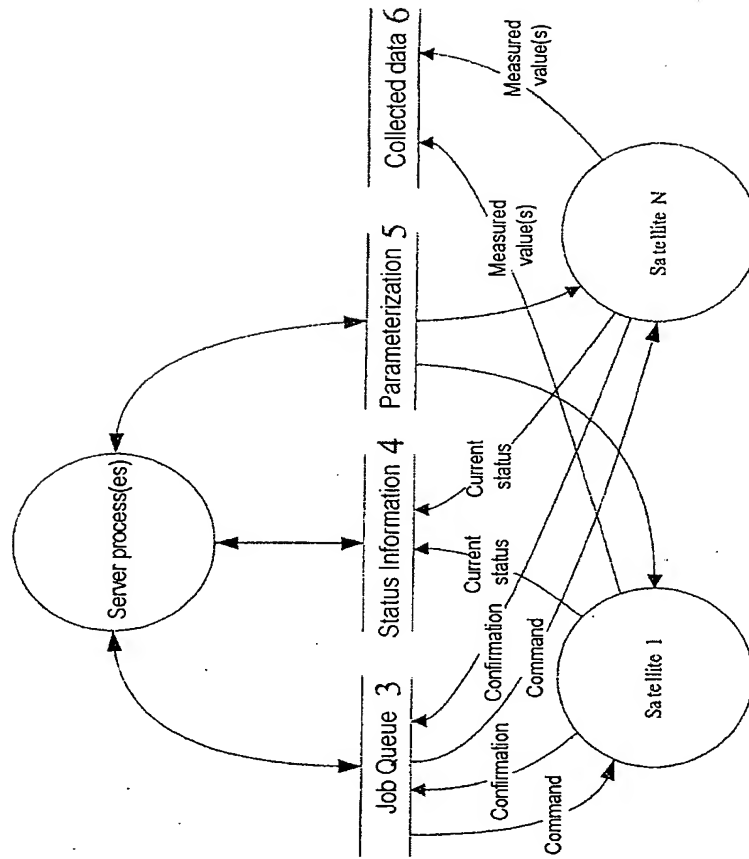 Server process(es)
Job Queue 3
Status Information 4
Parameterization 5
Collected data 6
Command
Confirmation
Confirmation
Command
Current
status
Current
status
Measured
value(s)
Measured
value(s)
Satellite 1
Satellite N